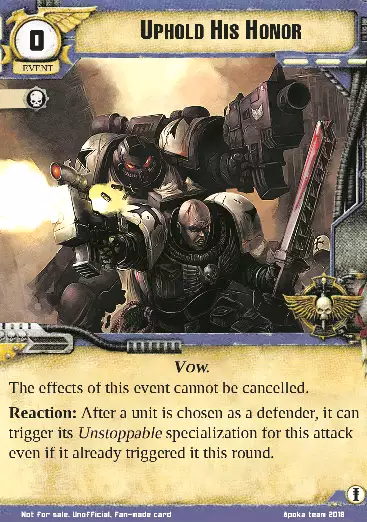 0
EVENT
UPHOLD HIS HONOR
Vow.
The effects of this event cannot be cancelled.
Reaction: After a unit is chosen as a defender, it can
trigger its Unstoppable specialization for this attack
even if it already triggered it this round.
Not for sale. Unofficial, Fan-made card
Apoka team 2018